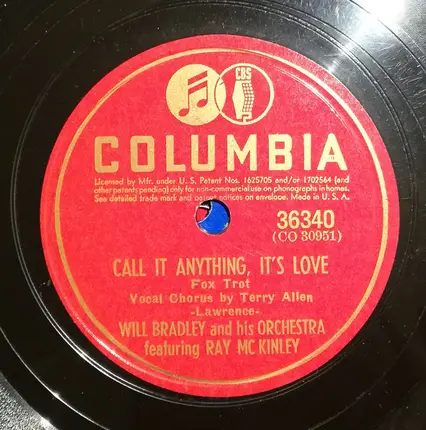 CBS
COLUMBIA
Licensed by Mfr. under U.S. Patent Nos. 1625705 and/or 1702564 (and
other patents pending) only for non-commercial use on phonographs in homes.
See detailed trade mark and patent notices on envelope. Made in U. S. A.
36340
(CO 30951)
CALL IT ANYTHING, IT'S LOVE
Fox Trot
Vocal Chorus by Terry Allen
-Lawrence-
WILL BRADLEY and his ORCHESTRA
featuring RAY MC KINLEY